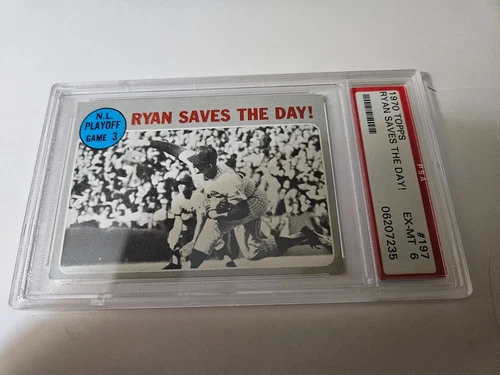 N.L.
PLAYOFF
GAME 3
RYAN SAVES THE DAY!
1970 TOPPS
RYAN SAVES THE DAY!
PSA
#197
EX-MT 6
06207235